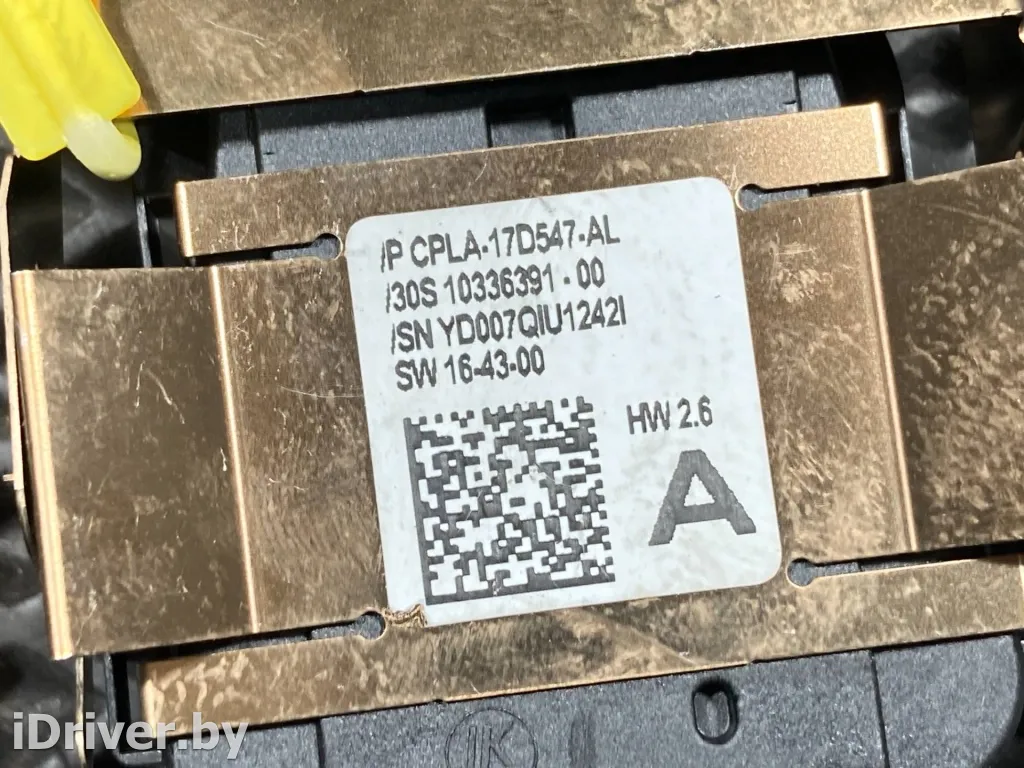 /P CPLA-17D547-AL
/30S 10336391-00
/SN YD007QIU1242I
SW 16-43-00
HW 2.6
A
iDriver.by